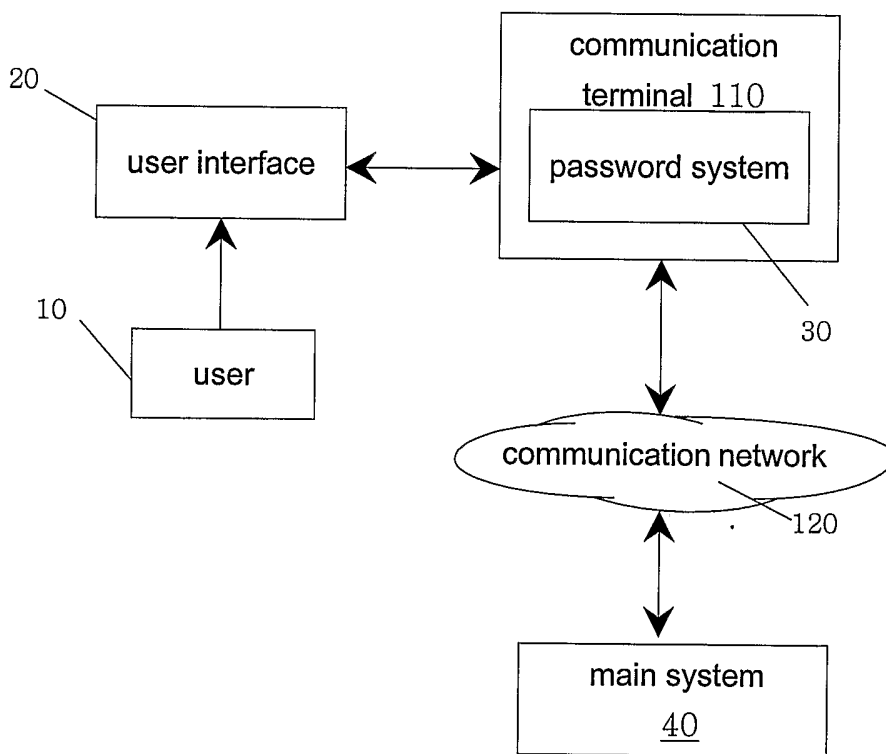 communication
terminal 110
20
user interface
password system
10
30
user
communication network
120
main system
40